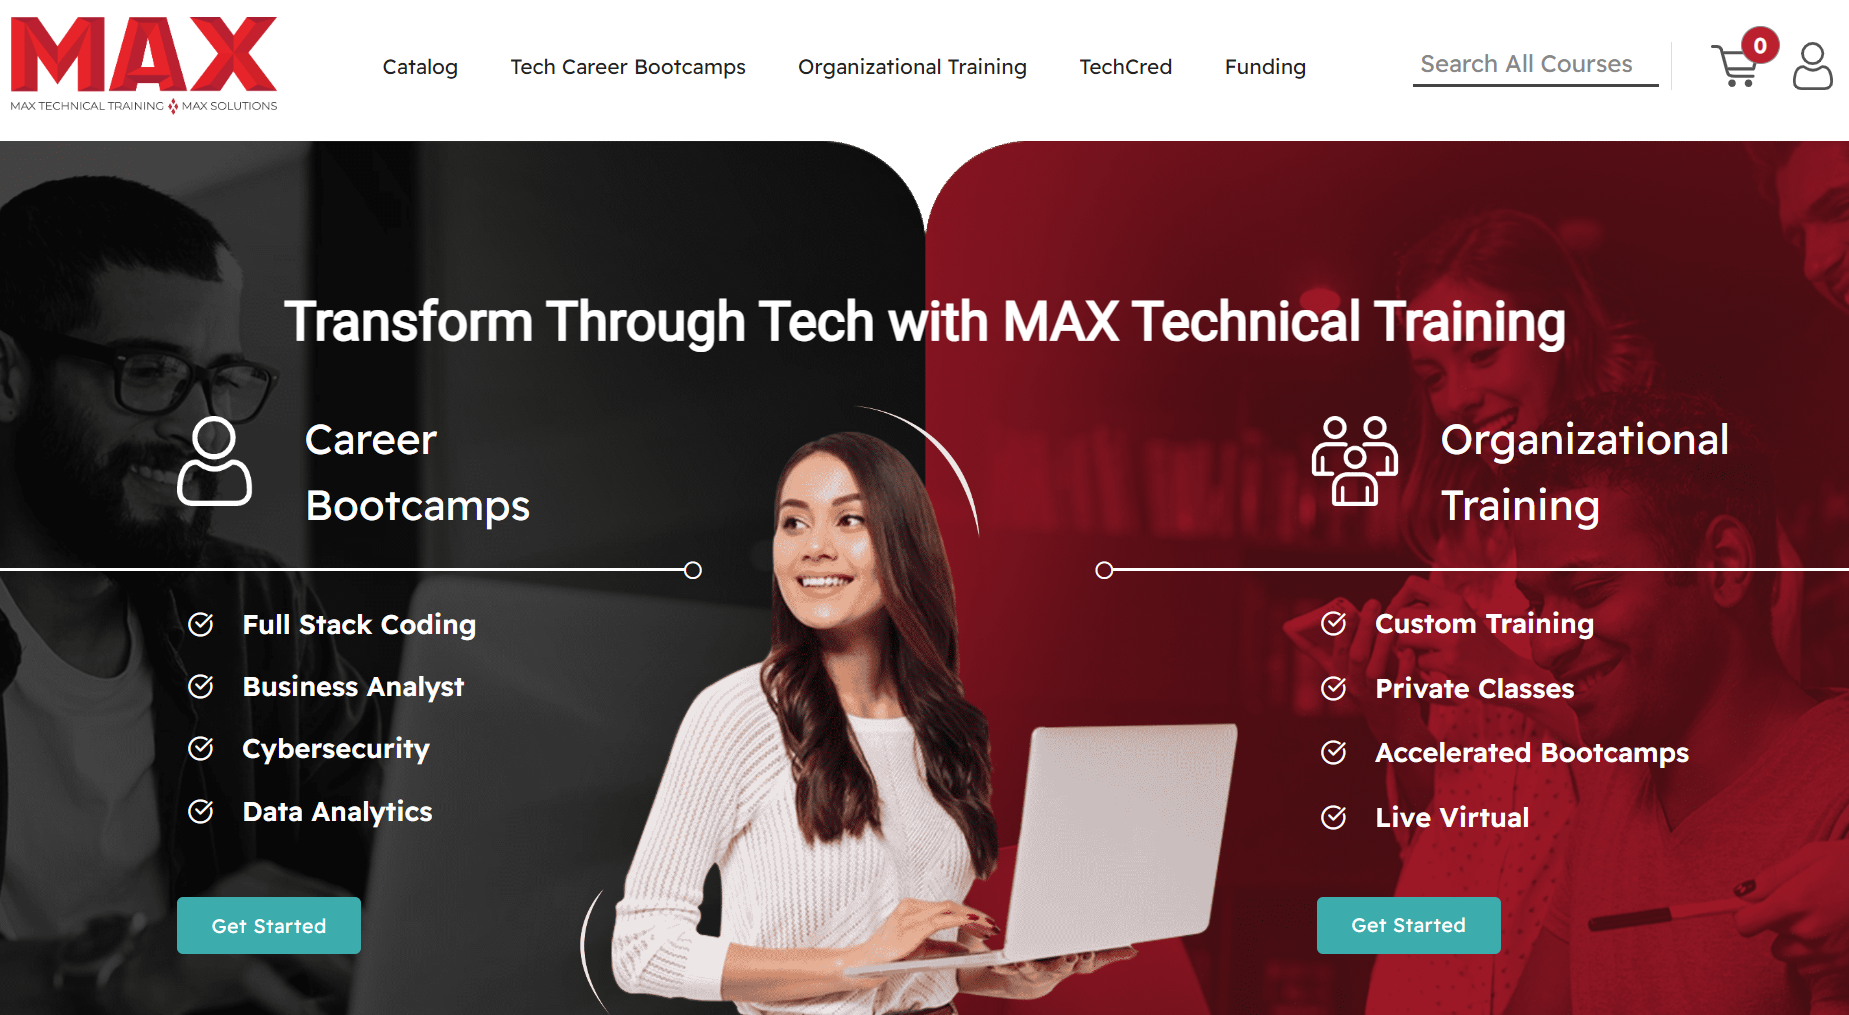 MAX
MAX TECHNICAL TRAINING MAX SOLUTIONS
Catalog
Tech Career Bootcamps
Organizational Training
TechCred
Funding
Search All Courses
0
Transform Through Tech with MAX Technical Training
Career
Bootcamps
Full Stack Coding
Business Analyst
Cybersecurity
Data Analytics
Get Started
Organizational
Training
Custom Training
Private Classes
Accelerated Bootcamps
Live Virtual
Get Started